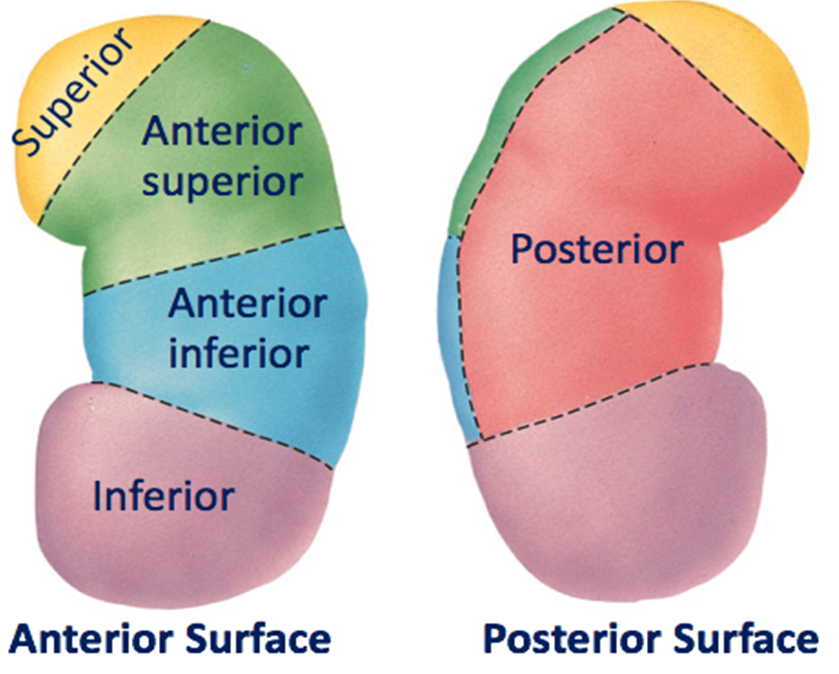 Superior
Anterior
superior
Posterior
Anterior
inferior
Inferior
Anterior Surface
Posterior Surface